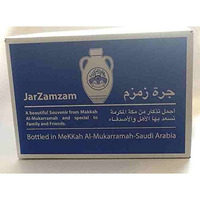 JarZamzam
جرة زمزم
A beautiful Souvenir from Makkah
Al-Mukarramah and special to
Family and Friends.
أجمل تذكار من مكة المكرمة
تسعد بها الأهل والأصدقاء
Bottled in MeKKah Al-Mukarramah-Saudi Arabia